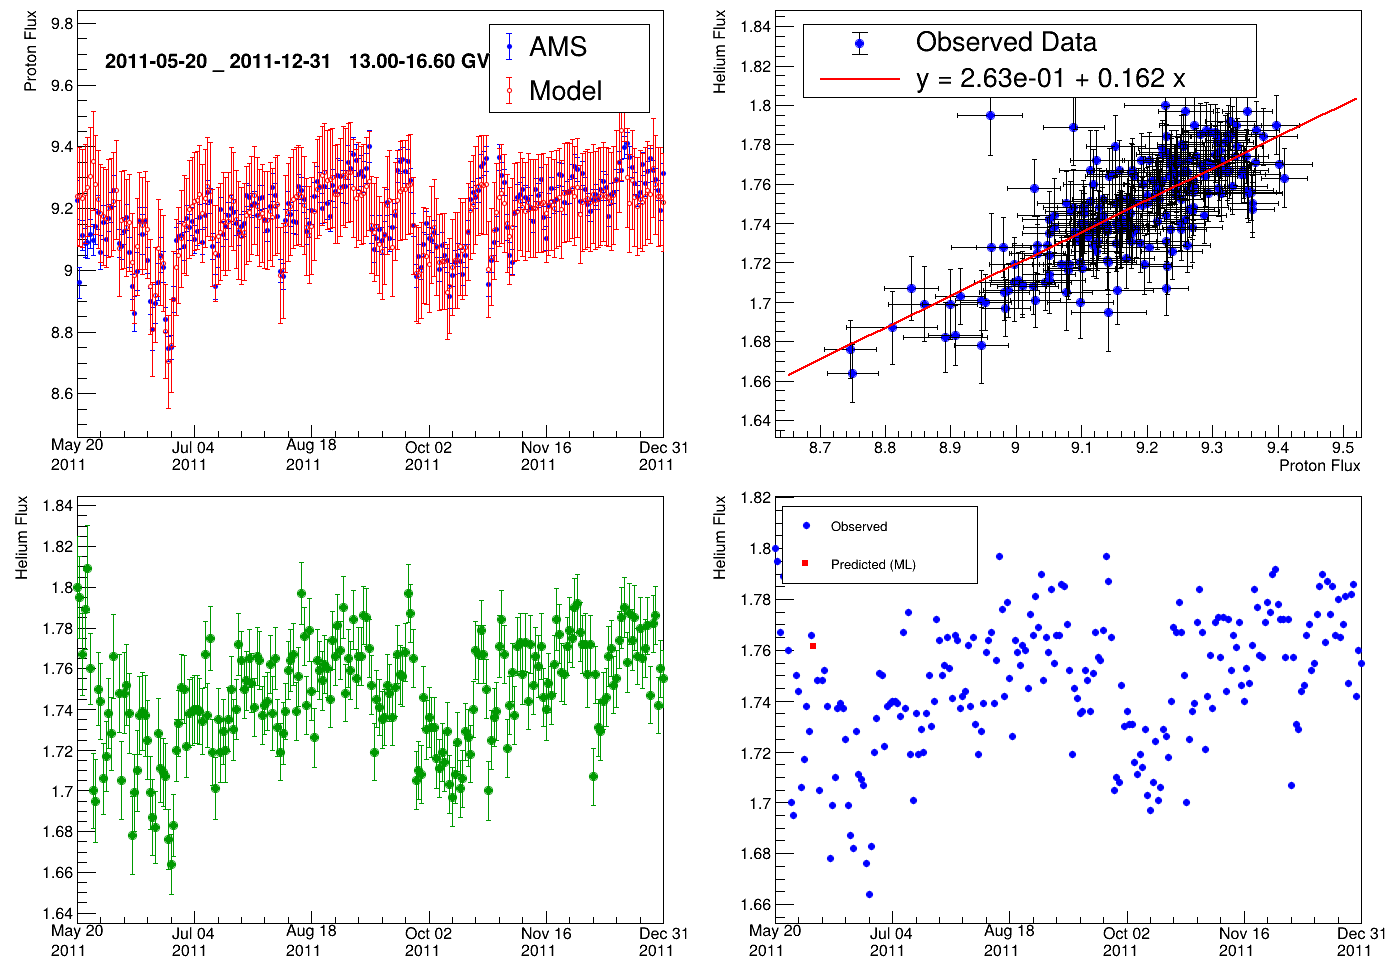 Proton Flux
9.8
9.6
9.4
9.2
9
8.8
8.6
2011-05-20 _ 2011-12-31 13.00-16.60 GV
AMS
Model
May 20
2011
Jul 04
2011
Aug 18
2011
Oct 02
2011
Nov 16
2011
Dec 31
2011
Helium Flux
1.84
1.82
1.8
1.78
1.76
1.74
1.72
1.7
1.68
1.66
1.64
Observed Data
y = 2.63e-01 + 0.162 x
8.7
8.8
8.9
9
9.1
9.2
9.3
9.4
9.5
Proton Flux
Helium Flux
1.84
1.82
1.8
1.78
1.76
1.74
1.72
1.7
1.68
1.66
1.64
May 20
2011
Jul 04
2011
Aug 18
2011
Oct 02
2011
Nov 16
2011
Dec 31
2011
Helium Flux
1.82
1.8
1.78
1.76
1.74
1.72
1.7
1.68
1.66
Observed
Predicted (ML)
May 20
2011
Jul 04
2011
Aug 18
2011
Oct 02
2011
Nov 16
2011
Dec 31
2011